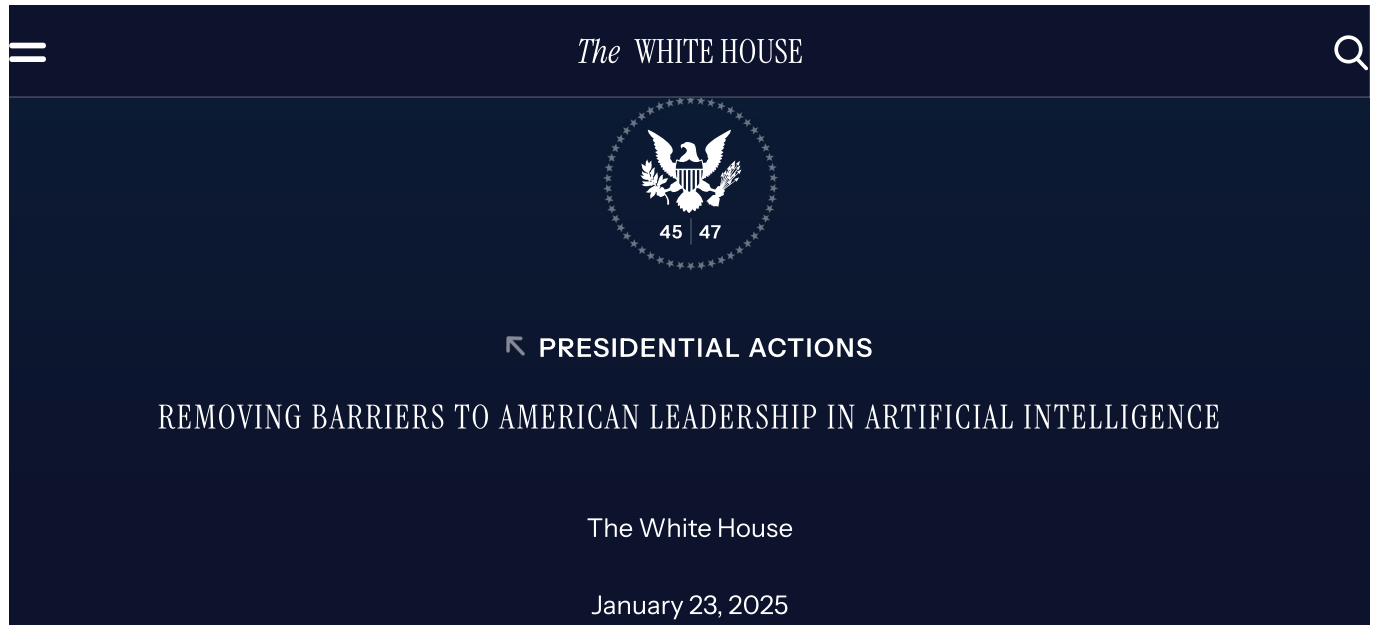 The WHITE HOUSE
45 47
PRESIDENTIAL ACTIONS
REMOVING BARRIERS TO AMERICAN LEADERSHIP IN ARTIFICIAL INTELLIGENCE
The White House
January 23, 2025